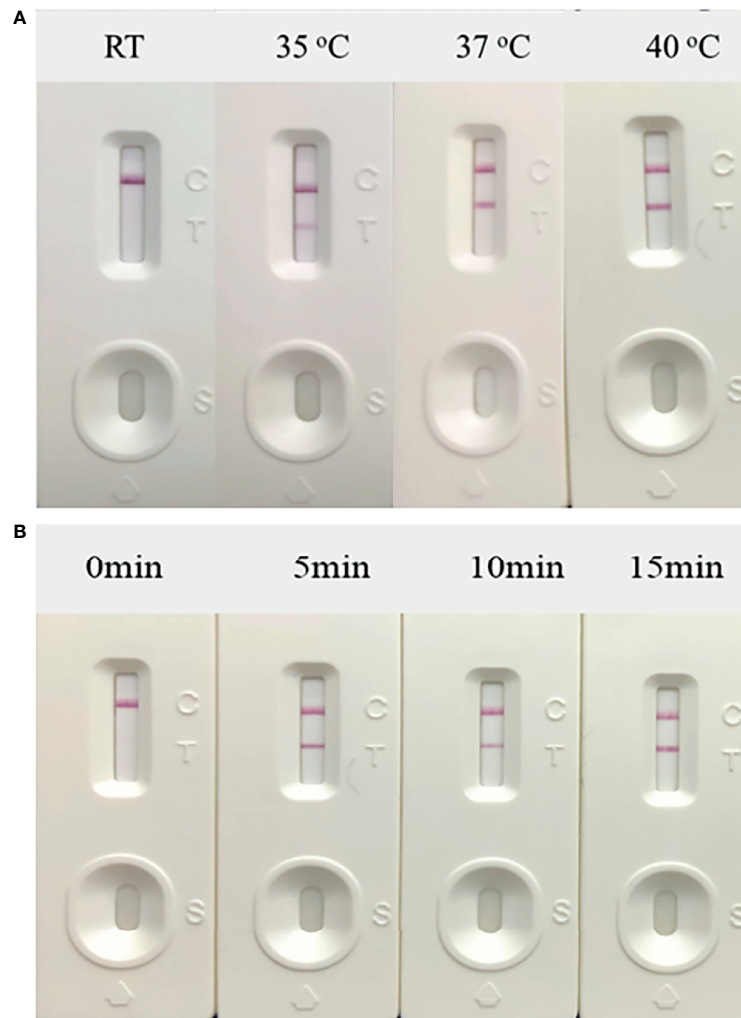 A
RT 35 ºC 37 ºC 40 ºC
C C C C
T T T T
S S S S
B
0min 5min 10min 15min
C C C C
T T T T
S S S S